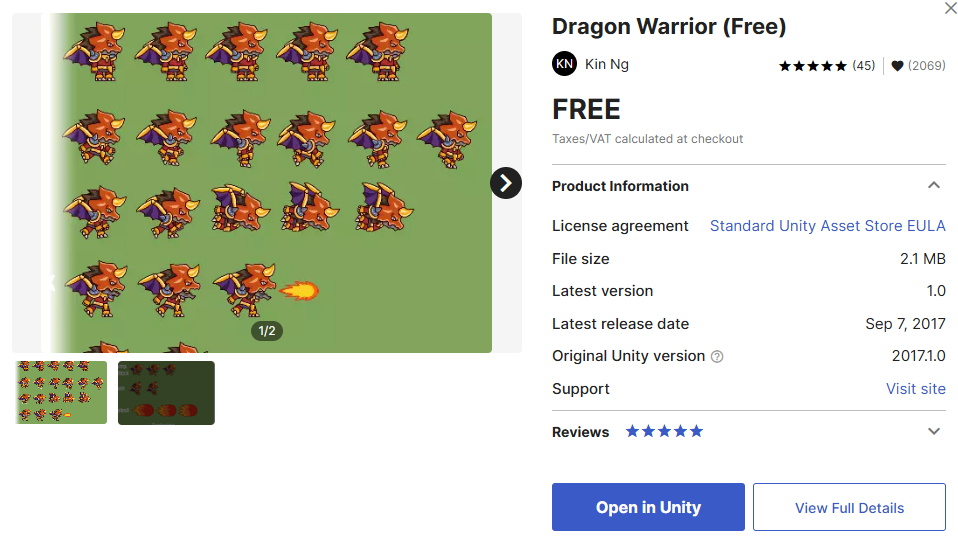 Dragon Warrior (Free)
KN Kin Ng
(45) (2069)
FREE
Taxes/VAT calculated at checkout
Product Information
License agreement Standard Unity Asset Store EULA
File size 2.1 MB
Latest version 1.0
Latest release date Sep 7, 2017
Original Unity version ? 2017.1.0
Support Visit site
Reviews
Open in Unity View Full Details
1/2